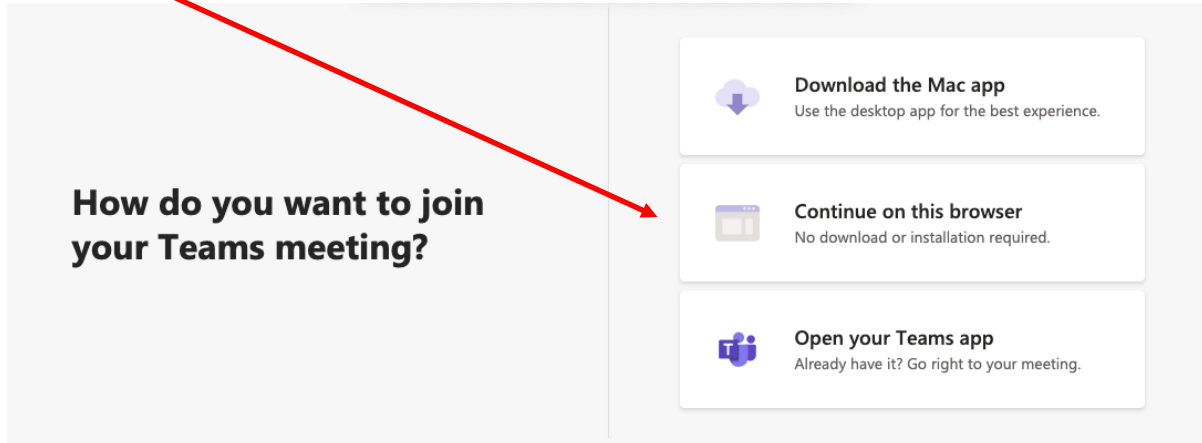 How do you want to join
your Teams meeting?
Download the Mac app
Use the desktop app for the best experience.
Continue on this browser
No download or installation required.
T
Open your Teams app
Already have it? Go right to your meeting.